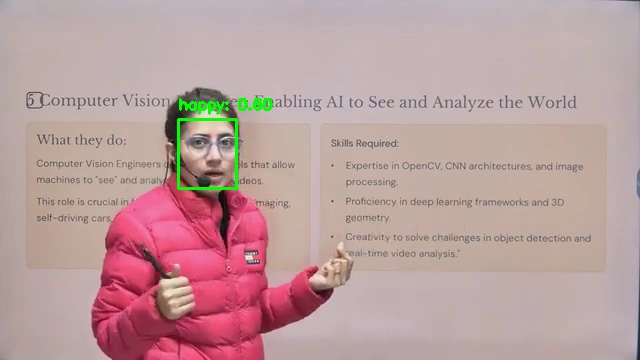 happy: 0.60
5 Computer Vision Enabling AI to See and Analyze the World
What they do:
Computer Vision Engineers that allow
machines to "see" and
This role is crucial in
self-driving cars,
Skills Required:
• Expertise in OpenCV, CNN architectures, and image
processing.
• Proficiency in deep learning frameworks and 3D
geometry.
• Creativity to solve challenges in object detection and
real-time video analysis."